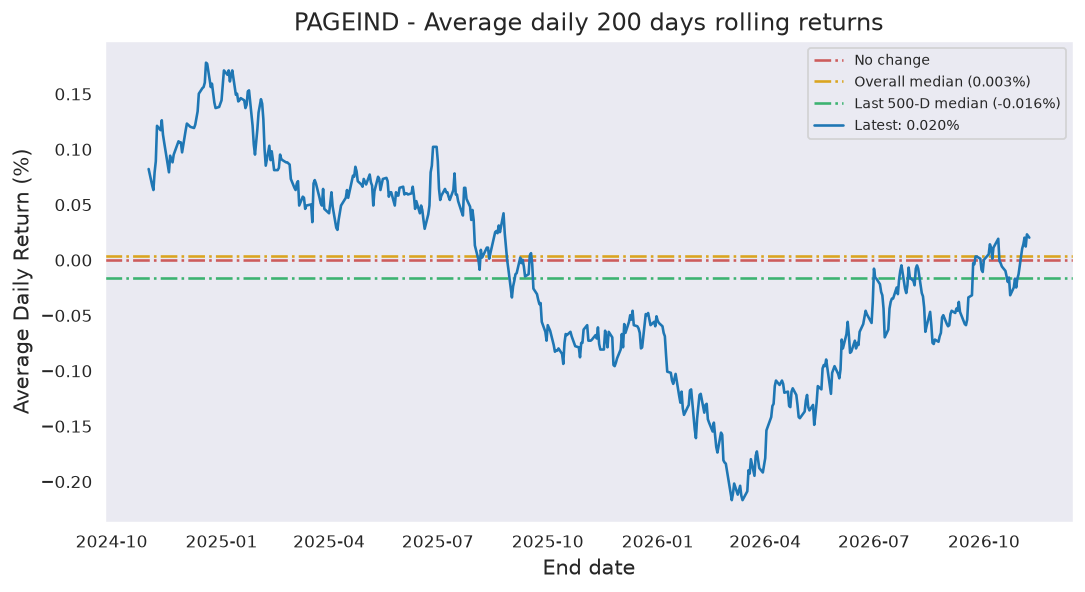 PAGEIND - Average daily 200 days rolling returns
No change
Overall median (0.003%)
Last 500-D median (-0.016%)
Latest: 0.020%
Average Daily Return (%)
0.15
0.10
0.05
0.00
−0.05
−0.10
−0.15
−0.20
2024-10 2025-01 2025-04 2025-07 2025-10 2026-01 2026-04 2026-07 2026-10
End date